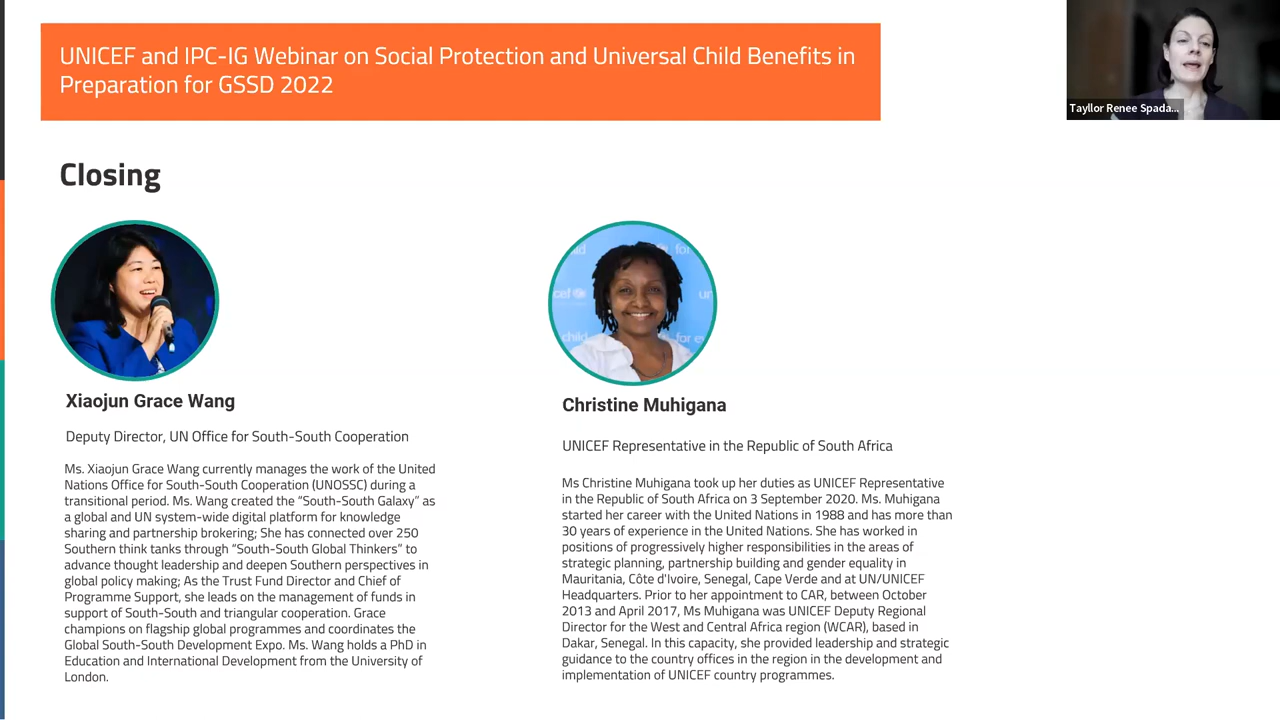 UNICEF and IPC-IG Webinar on Social Protection and Universal Child Benefits in
Preparation for GSSD 2022
Tayllor Renee Spada...
Closing
Xiaojun Grace Wang
Deputy Director, UN Office for South-South Cooperation
Ms. Xiaojun Grace Wang currently manages the work of the United
Nations Office for South-South Cooperation (UNOSSC) during a
transitional period. Ms. Wang created the “South-South Galaxy” as
a global and UN system-wide digital platform for knowledge
sharing and partnership brokering; She has connected over 250
Southern think tanks through “South-South Global Thinkers” to
advance thought leadership and deepen Southern perspectives in
global policy making; As the Trust Fund Director and Chief of
Programme Support, she leads on the management of funds in
support of South-South and triangular cooperation. Grace
champions on flagship global programmes and coordinates the
Global South-South Development Expo. Ms. Wang holds a PhD in
Education and International Development from the University of
London.
child
for
cef
un
child
for ev
Christine Muhigana
UNICEF Representative in the Republic of South Africa
Ms Christine Muhigana took up her duties as UNICEF Representative
in the Republic of South Africa on 3 September 2020. Ms. Muhigana
started her career with the United Nations in 1988 and has more than
30 years of experience in the United Nations. She has worked in
positions of progressively higher responsibilities in the areas of
strategic planning, partnership building and gender equality in
Mauritania, Côte d'Ivoire, Senegal, Cape Verde and at UN/UNICEF
Headquarters. Prior to her appointment to CAR, between October
2013 and April 2017, Ms Muhigana was UNICEF Deputy Regional
Director for the West and Central Africa region (WCAR), based in
Dakar, Senegal. In this capacity, she provided leadership and strategic
guidance to the country offices in the region in the development and
implementation of UNICEF country programmes.